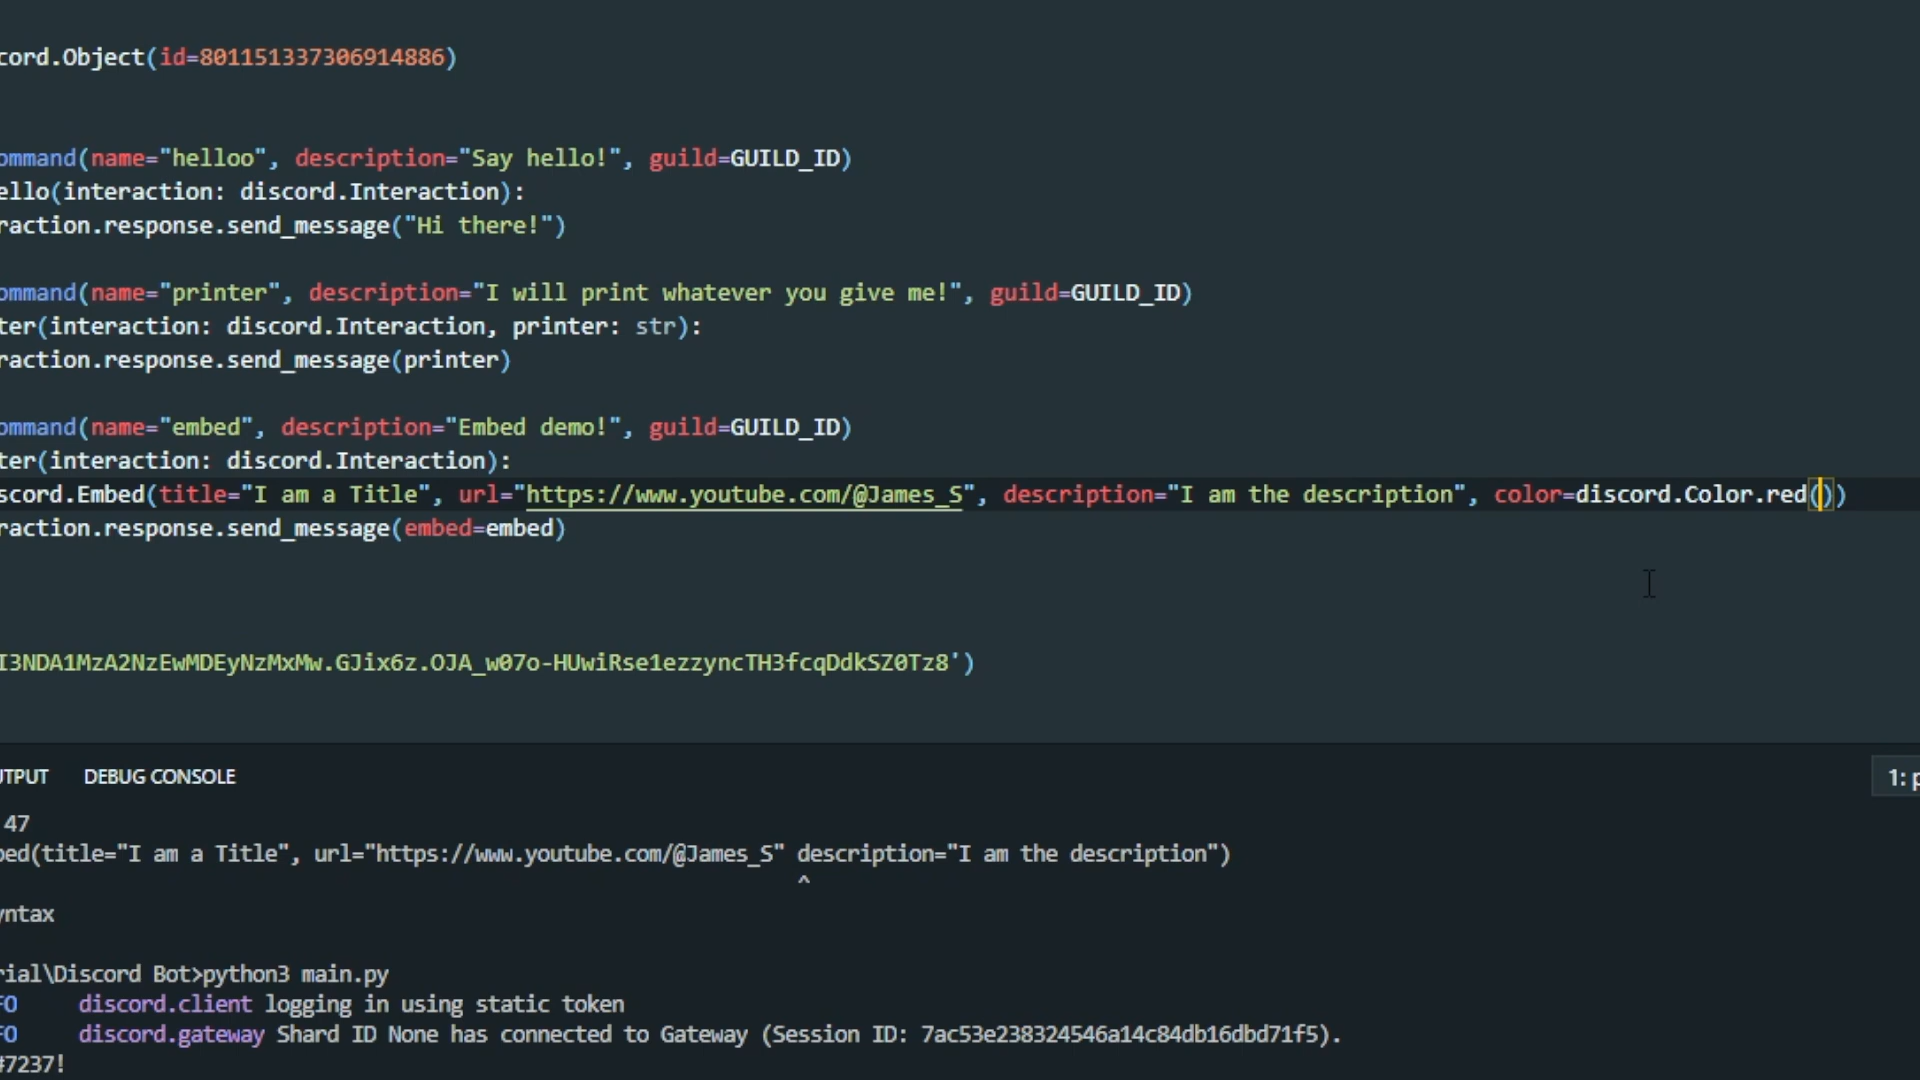 cord.Object(id=801151337306914886)
ommand(name="helloo", description="Say hello!", guild=GUILD_ID)
ello(interaction: discord.Interaction):
raction.response.send_message("Hi there!")
ommand(name="printer", description="I will print whatever you give me!", guild=GUILD_ID)
ter(interaction: discord.Interaction, printer: str):
raction.response.send_message(printer)
ommand(name="embed", description="Embed demo!", guild=GUILD_ID)
ter(interaction: discord.Interaction):
scord.Embed(title="I am a Title", url="https://www.youtube.com/@James_S", description="I am the description", color=discord.Color.red())
raction.response.send_message(embed=embed)
I3NDA1MzA2NzEwMDEyNzMxMw.GJix6z.OJA_w07o-HUwiRse1ezzyncTH3fcqDdkSZ0Tz8')
UTPUT DEBUG CONSOLE 1: p
47
bed(title="I am a Title", url="https://www.youtube.com/@James_S" description="I am the description")
^
yntax
rial\Discord Bot>python3 main.py
FO discord.client logging in using static token
FO discord.gateway Shard ID None has connected to Gateway (Session ID: 7ac53e238324546a14c84db16dbd71f5).
#7237!